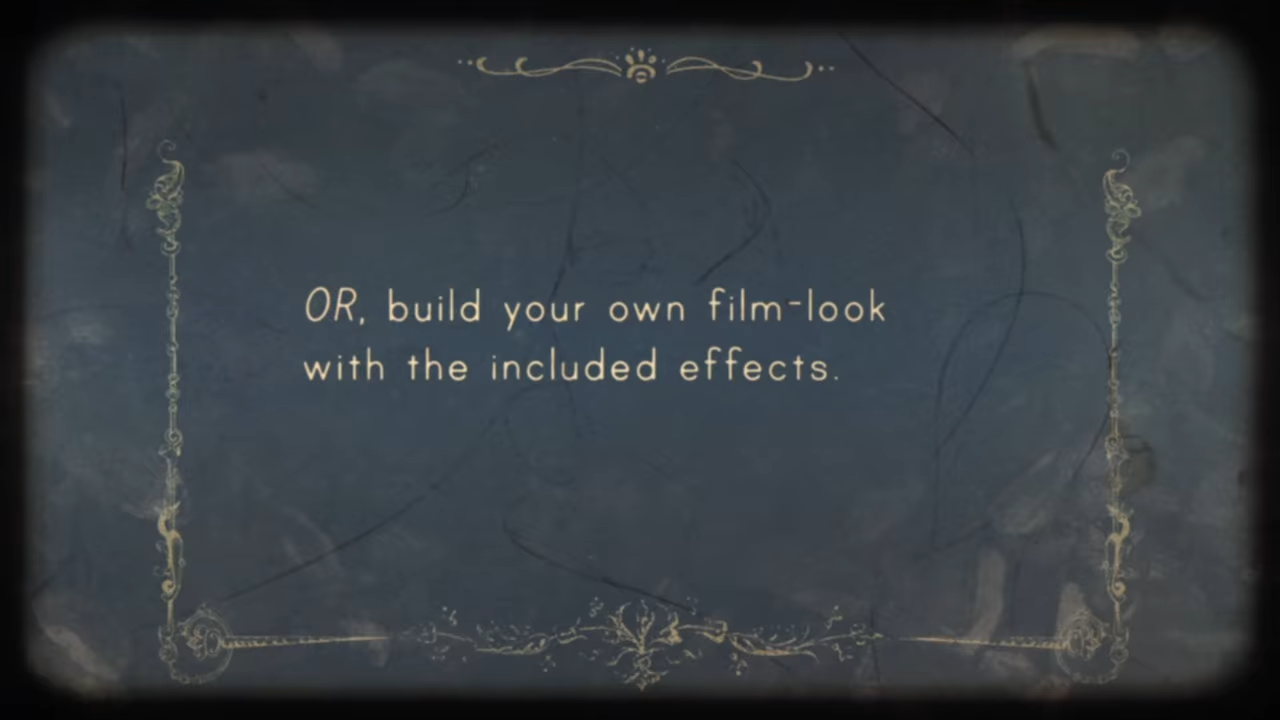 OR, build your own film-look
with the included effects.